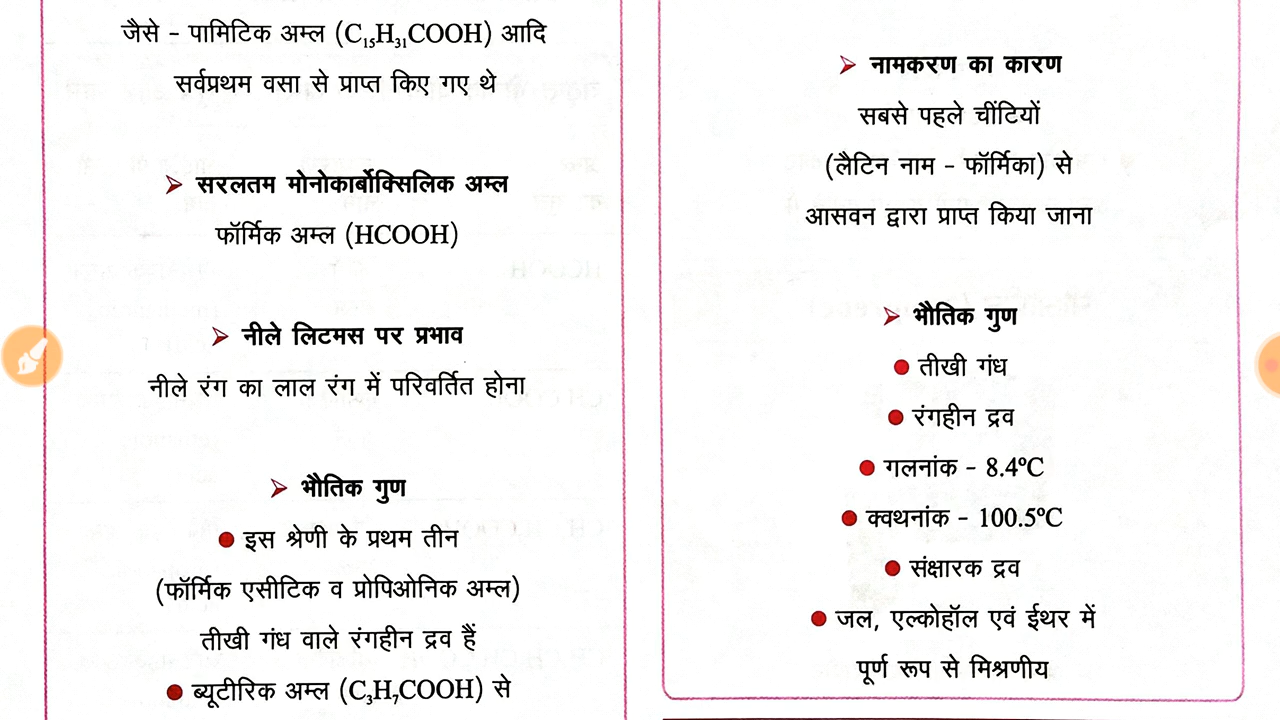 जैसे - पामिटिक अम्ल (C₁₅H₃₁COOH) आदि
सर्वप्रथम वसा से प्राप्त किए गए थे
➢ सरलतम मोनोकार्बोक्सिलिक अम्ल
फॉर्मिक अम्ल (HCOOH)
➢ नीले लिटमस पर प्रभाव
नीले रंग का लाल रंग में परिवर्तित होना
➢ भौतिक गुण
● इस श्रेणी के प्रथम तीन
(फॉर्मिक एसीटिक व प्रोपिओनिक अम्ल)
तीखी गंध वाले रंगहीन द्रव हैं
● ब्यूटीरिक अम्ल (C₃H₇COOH) से
➢ नामकरण का कारण
सबसे पहले चींटियों
(लैटिन नाम - फॉर्मिका) से
आसवन द्वारा प्राप्त किया जाना
➢ भौतिक गुण
● तीखी गंध
● रंगहीन द्रव
● गलनांक - 8.4°C
● क्वथनांक - 100.5°C
● संक्षारक द्रव
● जल, एल्कोहॉल एवं ईथर में
पूर्ण रूप से मिश्रणीय